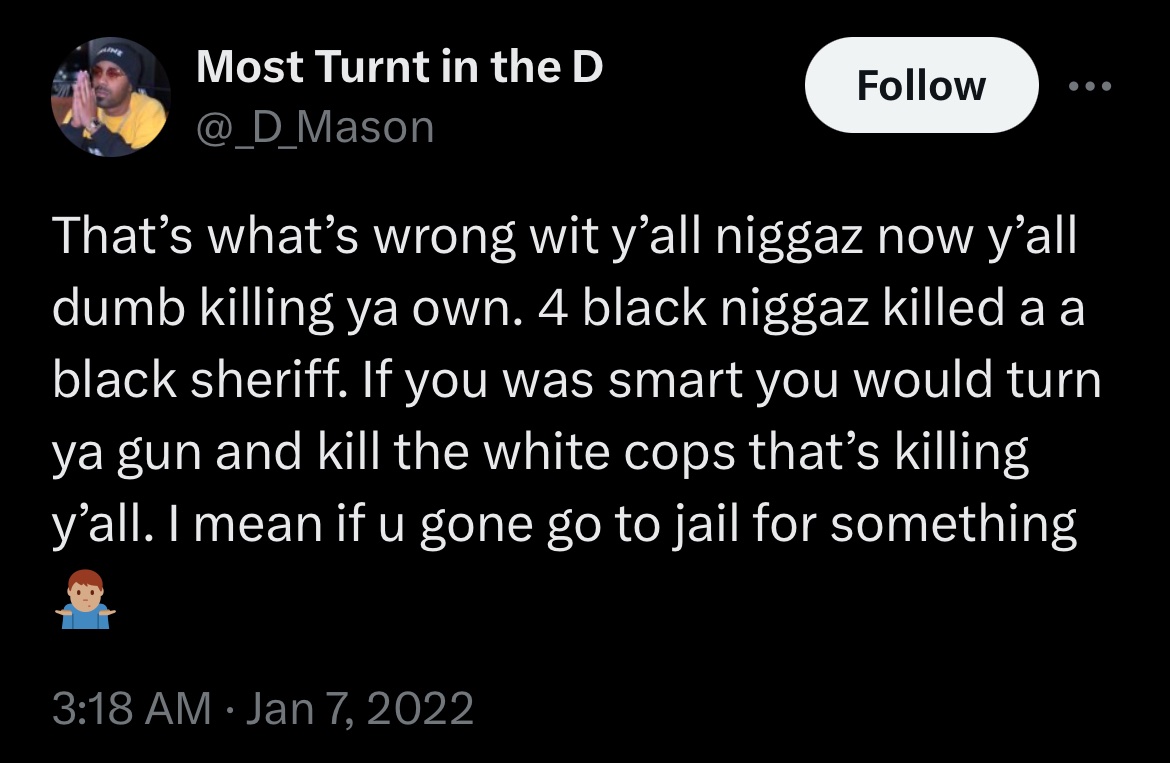 Most Turnt in the D
@_D_Mason
Follow
That’s what’s wrong wit y’all niggaz now y’all
dumb killing ya own. 4 black niggaz killed a a
black sheriff. If you was smart you would turn
ya gun and kill the white cops that’s killing
y’all. I mean if u gone go to jail for something
🤷🏽‍♂️
3:18 AM · Jan 7, 2022